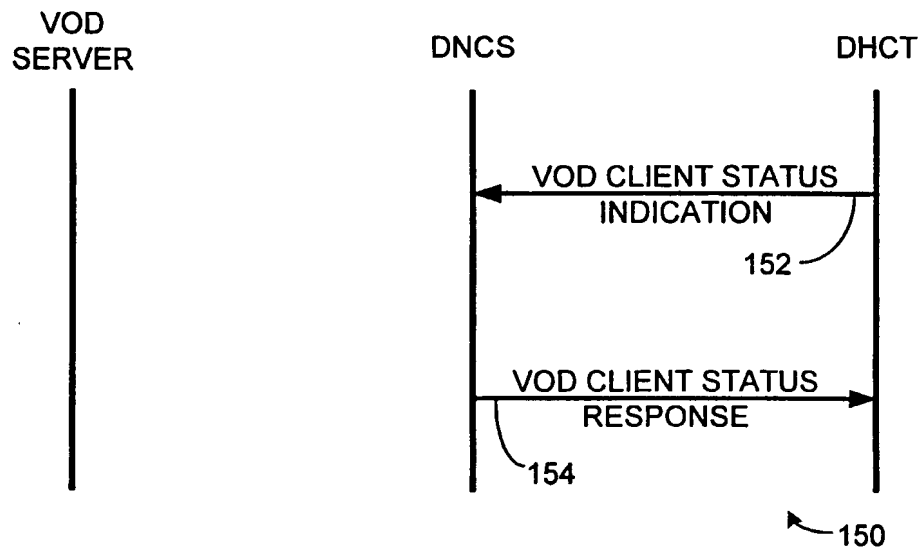 VOD
SERVER
DNCS
DHCT
VOD CLIENT STATUS
INDICATION
152
VOD CLIENT STATUS
RESPONSE
154
150